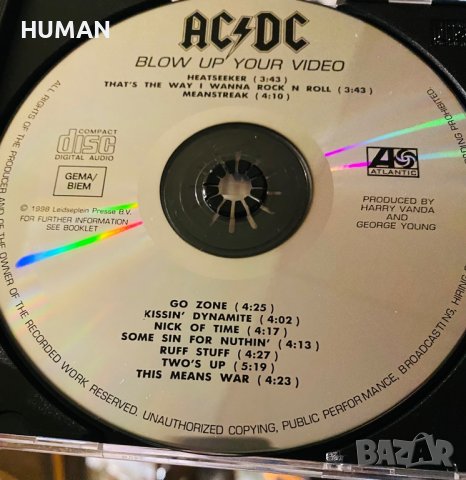 HUMAN
AC/DC
BLOW UP YOUR VIDEO
HEATSEEKER (3:43)
THAT'S THE WAY I WANNA ROCK N ROLL (3:43)
MEANSTREAK (4:10)
COMPACT
disc
DIGITAL AUDIO
GEMA/
BIEM
© 1998 Leidseplein Presse B.V.
FOR FURTHER INFORMATION
SEE BOOKLET
ATLANTIC
PRODUCED BY
HARRY VANDA
AND
GEORGE YOUNG
GO ZONE (4:25)
KISSIN' DYNAMITE (4:02)
NICK OF TIME (4:17)
SOME SIN FOR NUTHIN' (4:13)
RUFF STUFF (4:27)
TWO'S UP (5:19)
THIS MEANS WAR (4:23)
ALL RIGHTS OF THE PRODUCER AND OF THE OWNER OF THE RECORDED WORK RESERVED. UNAUTHORIZED COPYING, PUBLIC PERFORMANCE, BROADCASTING, HIRING PROHIBITED.
BAZAR